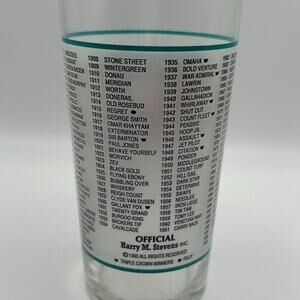 1908 STONE STREET
1909 WINTERGREEN
1910 DONAU
1911 MERIDIAN
1912 WORTH
1913 DONERAIL
1914 OLD ROSEBUD
1915 REGRET
1916 GEORGE SMITH
1917 OMAR KHAYYAM
1918 EXTERMINATOR
1919 SIR BARTON
1920 PAUL JONES
1921 BEHAVE YOURSELF
1922 MORVICH
1923 ZEV
1924 BLACK GOLD
1925 FLYING EBONY
1926 BUBBLING OVER
1927 WHISKERY
1928 REIGH COUNT
1929 CLYDE VAN DUSEN
1930 GALLANT FOX
1931 TWENTY GRAND
1932 BURGOO KING
1933 BROKERS TIP
1934 CAVALCADE
1935 OMAHA
1936 BOLD VENTURE
1937 WAR ADMIRAL
1938 LAWRIN
1939 JOHNSTOWN
1940 GALLAHADION
1941 WHIRLAWAY
1942 SHUT OUT
1943 COUNT FLEET
1944 PENSIVE
1945 HOOP JR.
1946 ASSAULT
1947 JET PILOT
1948 CITATION
1949 PONDER
1950 MIDDLEGROUND
1951 COUNT TURF
1952 HILL GAIL
1953 DARK STAR
1954 DETERMINE
1955 SWAPS
1956 NEEDLES
1957 IRON LIEGE
1958 TIM TAM
1959 TOMY LEE
1960 VENETIAN WAY
1961 CARRY BACK
OFFICIAL
Harry M. Stevens INC.
© 1993 ALL RIGHTS RESERVED
TRIPLE CROWN WINNERS FILLY